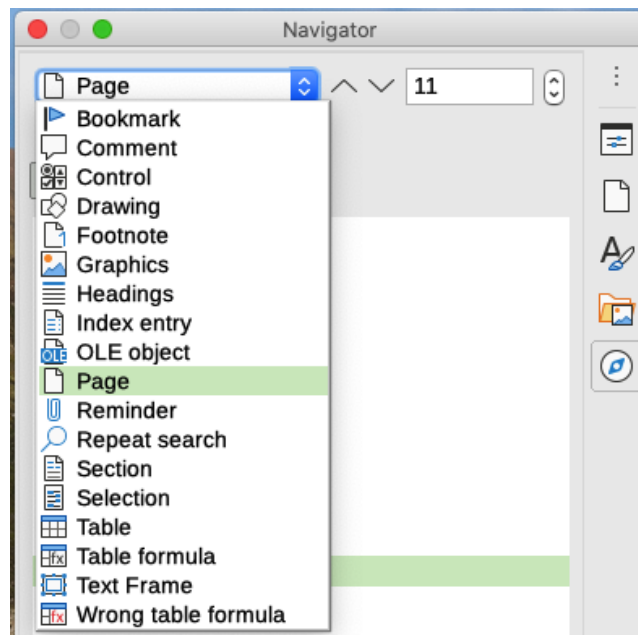 Navigator
Page 11
Bookmark
Comment
Control
Drawing
Footnote
Graphics
Headings
Index entry
OLE object
Page
Reminder
Repeat search
Section
Selection
Table
Table formula
Text Frame
Wrong table formula